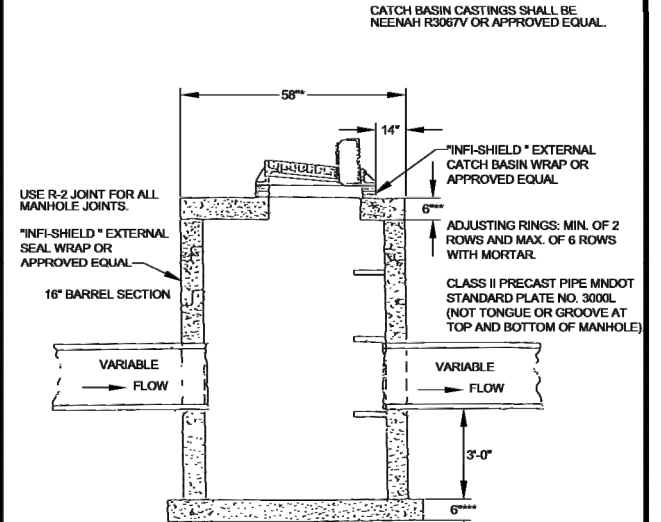 CATCH BASIN CASTINGS SHALL BE
NEENAH R3067V OR APPROVED EQUAL.
58"*
14"
"INFI-SHIELD " EXTERNAL
CATCH BASIN WRAP OR
APPROVED EQUAL
USE R-2 JOINT FOR ALL
MANHOLE JOINTS.
6"**
"INFI-SHIELD " EXTERNAL
SEAL WRAP OR
APPROVED EQUAL
ADJUSTING RINGS: MIN. OF 2
ROWS AND MAX. OF 6 ROWS
WITH MORTAR.
16" BARREL SECTION
CLASS II PRECAST PIPE MNDOT
STANDARD PLATE NO. 3000L
(NOT TONGUE OR GROOVE AT
TOP AND BOTTOM OF MANHOLE)
VARIABLE
FLOW
VARIABLE
FLOW
3'-0"
6"***